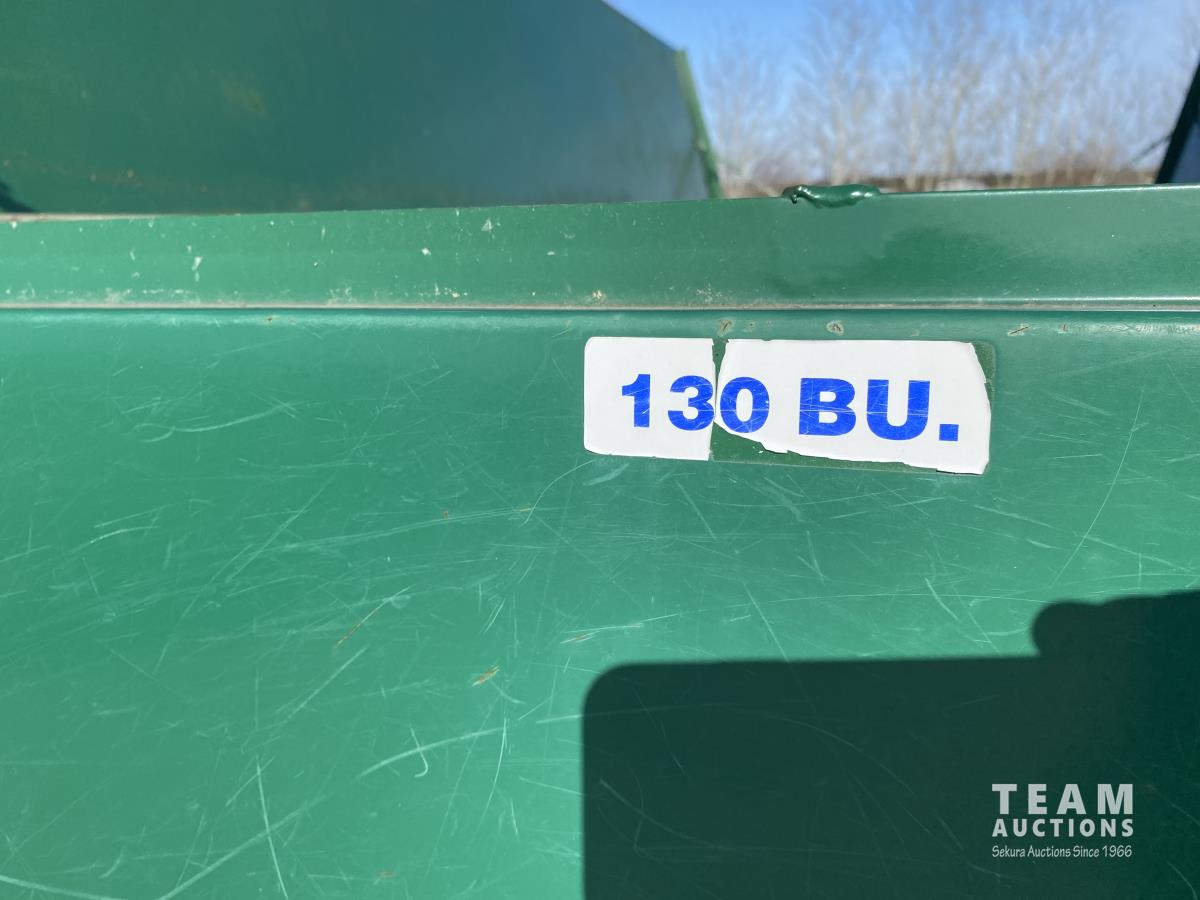 130 BU.
TEAM
AUCTIONS
Sekura Auctions Since 1966